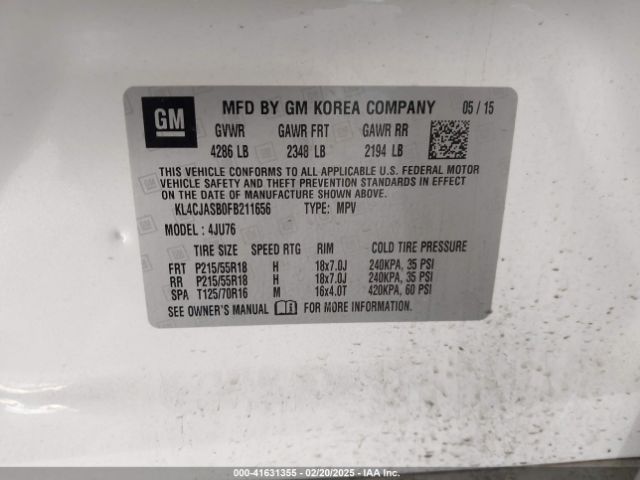 GM
MFD BY GM KOREA COMPANY 05 / 15
GVWR GAWR FRT GAWR RR
4286 LB 2348 LB 2194 LB
THIS VEHICLE CONFORMS TO ALL APPLICABLE U.S. FEDERAL MOTOR
VEHICLE SAFETY AND THEFT PREVENTION STANDARDS IN EFFECT
ON THE DATE OF MANUFACTURE SHOWN ABOVE.
KL4CJASB0FB211656 TYPE: MPV
MODEL : 4JU76
TIRE SIZE SPEED RTG RIM COLD TIRE PRESSURE
FRT P215/55R18 H 18x7.0J 240KPA, 35 PSI
RR P215/55R18 H 18x7.0J 240KPA, 35 PSI
SPA T125/70R16 M 16x4.0T 420KPA, 60 PSI
SEE OWNER'S MANUAL FOR MORE INFORMATION.
000-41631355 - 02/20/2025 - IAA Inc.